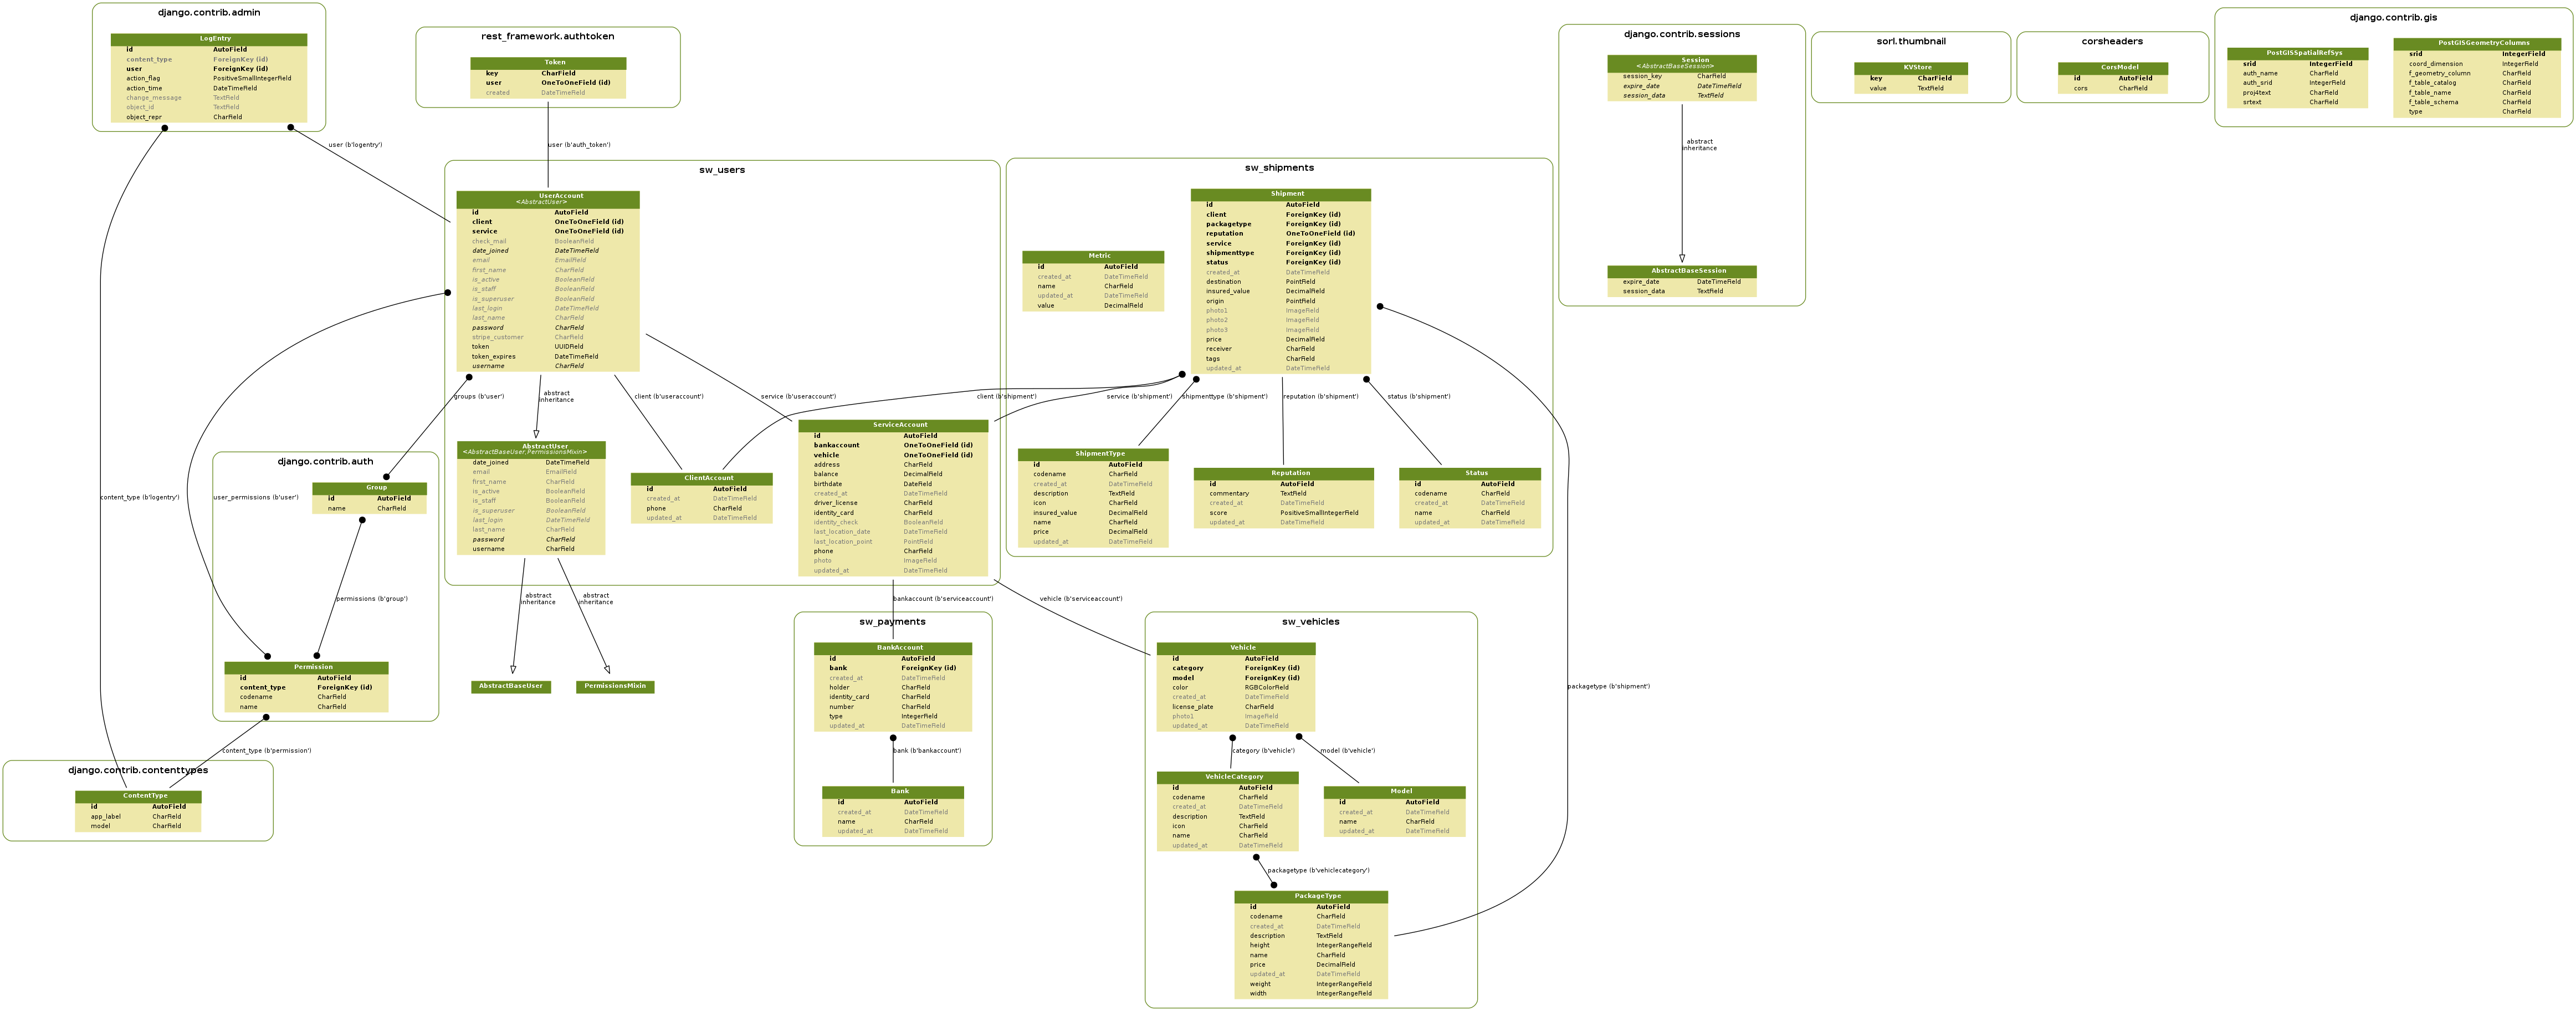 django.contrib.admin
LogEntry
id AutoField
content_type ForeignKey (id)
user ForeignKey (id)
action_flag PositiveSmallIntegerField
action_time DateTimeField
change_message TextField
object_id TextField
object_repr CharField
rest_framework.authtoken
Token
key CharField
user OneToOneField (id)
created DateTimeField
django.contrib.sessions
Session
<AbstractBaseSession>
session_key CharField
expire_date DateTimeField
session_data TextField
abstract
inheritance
AbstractBaseSession
expire_date DateTimeField
session_data TextField
sorl.thumbnail
KVStore
key CharField
value TextField
corsheaders
CorsModel
id AutoField
cors CharField
django.contrib.gis
PostGISSpatialRefSys
srid IntegerField
auth_name CharField
auth_srid IntegerField
proj4text CharField
srtext CharField
PostGISGeometryColumns
srid IntegerField
coord_dimension IntegerField
f_geometry_column CharField
f_table_catalog CharField
f_table_name CharField
f_table_schema CharField
type CharField
user (b'logentry')
user (b'auth_token')
sw_users
UserAccount
<AbstractUser>
id AutoField
client OneToOneField (id)
service OneToOneField (id)
check_mail BooleanField
date_joined DateTimeField
email EmailField
first_name CharField
is_active BooleanField
is_staff BooleanField
is_superuser BooleanField
last_login DateTimeField
last_name CharField
password CharField
stripe_customer CharField
token UUIDField
token_expires DateTimeField
username CharField
sw_shipments
Metric
id AutoField
created_at DateTimeField
name CharField
updated_at DateTimeField
value DecimalField
Shipment
id AutoField
client ForeignKey (id)
packagetype ForeignKey (id)
reputation OneToOneField (id)
service ForeignKey (id)
shipmenttype ForeignKey (id)
status ForeignKey (id)
created_at DateTimeField
destination PointField
insured_value DecimalField
origin PointField
photo1 ImageField
photo2 ImageField
photo3 ImageField
price DecimalField
receiver CharField
tags CharField
updated_at DateTimeField
groups (b'user')
abstract
inheritance
client (b'useraccount')
service (b'useraccount')
client (b'shipment')
service (b'shipment')
shipmenttype (b'shipment')
reputation (b'shipment')
status (b'shipment')
AbstractUser
<AbstractBaseUser,PermissionsMixin>
date_joined DateTimeField
email EmailField
first_name CharField
is_active BooleanField
is_staff BooleanField
is_superuser BooleanField
last_login DateTimeField
last_name CharField
password CharField
username CharField
ClientAccount
id AutoField
created_at DateTimeField
phone CharField
updated_at DateTimeField
ServiceAccount
id AutoField
bankaccount OneToOneField (id)
vehicle OneToOneField (id)
address CharField
balance DecimalField
birthdate DateField
created_at DateTimeField
driver_license CharField
identity_card CharField
identity_check BooleanField
last_location_date DateTimeField
last_location_point PointField
phone CharField
photo ImageField
updated_at DateTimeField
ShipmentType
id AutoField
codename CharField
created_at DateTimeField
description TextField
icon CharField
insured_value DecimalField
name CharField
price DecimalField
updated_at DateTimeField
Reputation
id AutoField
commentary TextField
created_at DateTimeField
score PositiveSmallIntegerField
updated_at DateTimeField
Status
id AutoField
codename CharField
created_at DateTimeField
name CharField
updated_at DateTimeField
django.contrib.auth
Group
id AutoField
name CharField
content_type (b'logentry')
user_permissions (b'user')
permissions (b'group')
Permission
id AutoField
content_type ForeignKey (id)
codename CharField
name CharField
abstract
inheritance
abstract
inheritance
AbstractBaseUser
PermissionsMixin
bankaccount (b'serviceaccount')
vehicle (b'serviceaccount')
packagetype (b'shipment')
content_type (b'permission')
django.contrib.contenttypes
ContentType
id AutoField
app_label CharField
model CharField
sw_payments
BankAccount
id AutoField
bank ForeignKey (id)
created_at DateTimeField
holder CharField
identity_card CharField
number CharField
type IntegerField
updated_at DateTimeField
bank (b'bankaccount')
Bank
id AutoField
created_at DateTimeField
name CharField
updated_at DateTimeField
sw_vehicles
Vehicle
id AutoField
category ForeignKey (id)
model ForeignKey (id)
color RGBColorField
created_at DateTimeField
license_plate CharField
photo1 ImageField
updated_at DateTimeField
category (b'vehicle')
model (b'vehicle')
VehicleCategory
id AutoField
codename CharField
created_at DateTimeField
description TextField
icon CharField
name CharField
updated_at DateTimeField
Model
id AutoField
created_at DateTimeField
name CharField
updated_at DateTimeField
packagetype (b'vehiclecategory')
PackageType
id AutoField
codename CharField
created_at DateTimeField
description TextField
height IntegerRangeField
name CharField
price DecimalField
updated_at DateTimeField
weight IntegerRangeField
width IntegerRangeField